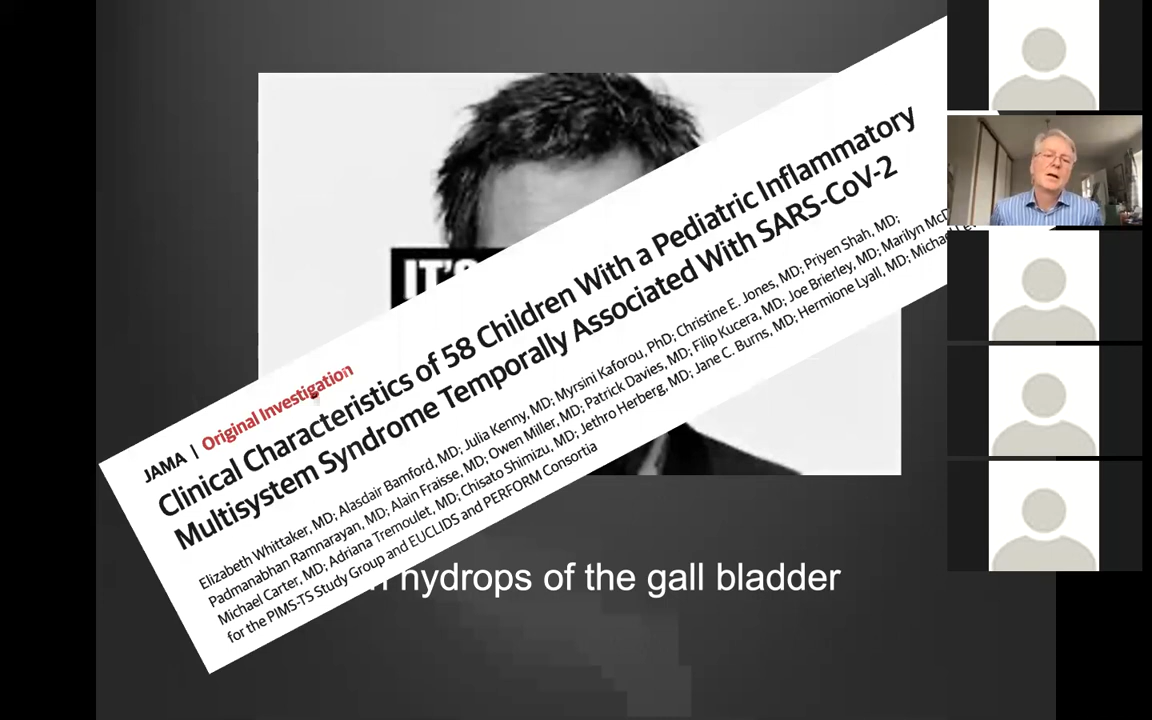 IT'S
JAMA | Original Investigation
Clinical Characteristics of 58 Children With a Pediatric Inflammatory
Multisystem Syndrome Temporally Associated With SARS-CoV-2
Elizabeth Whittaker, MD; Alasdair Bamford, MD; Julia Kenny, MD; Myrsini Kaforou, PhD; Christine E. Jones, MD; Priyen Shah, MD;
Padmanabhan Ramnarayan, MD; Alain Fraisse, MD; Owen Miller, MD; Patrick Davies, MD; Filip Kucera, MD; Joe Brierley, MD; Marilyn McD
Michael Carter, MD; Adriana Tremoulet, MD; Chisato Shimizu, MD; Jethro Herberg, MD; Jane C. Burns, MD; Hermione Lyall, MD; Michael
for the PIMS-TS Study Group and EUCLIDS and PERFORM Consortia
hydrops of the gall bladder